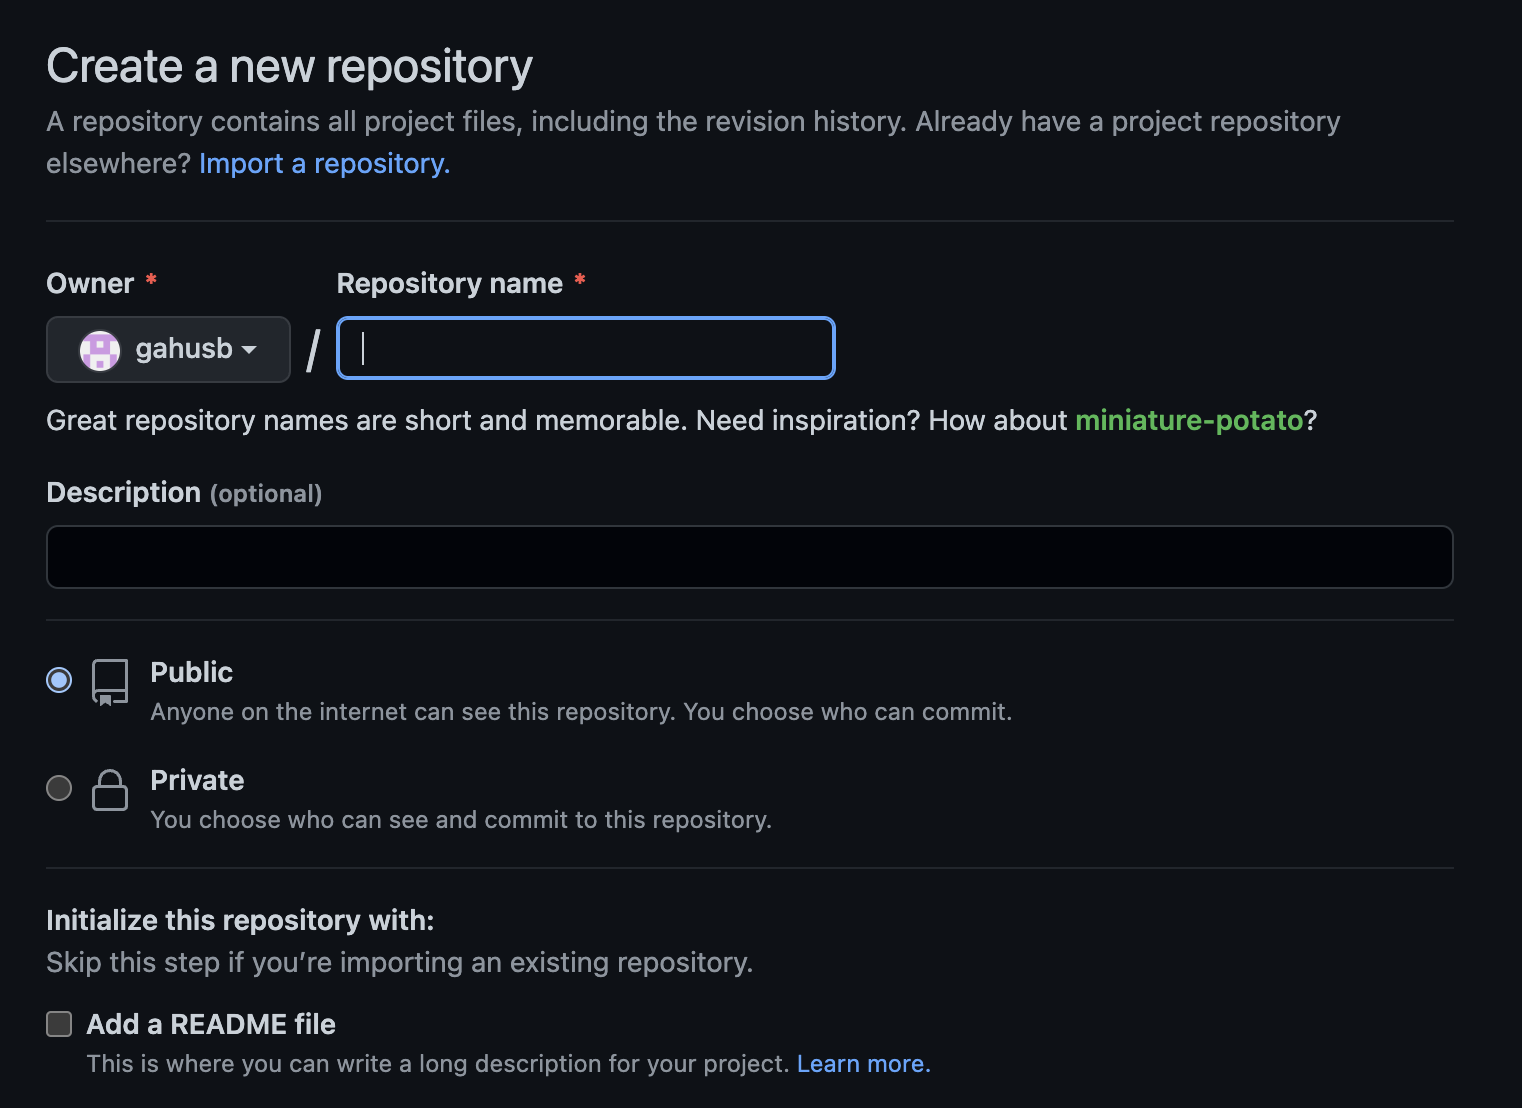 Create a new repository
A repository contains all project files, including the revision history. Already have a project repository
elsewhere? Import a repository.
Owner * Repository name *
gahusb /
Great repository names are short and memorable. Need inspiration? How about miniature-potato?
Description (optional)
Public
Anyone on the internet can see this repository. You choose who can commit.
Private
You choose who can see and commit to this repository.
Initialize this repository with:
Skip this step if you’re importing an existing repository.
Add a README file
This is where you can write a long description for your project. Learn more.